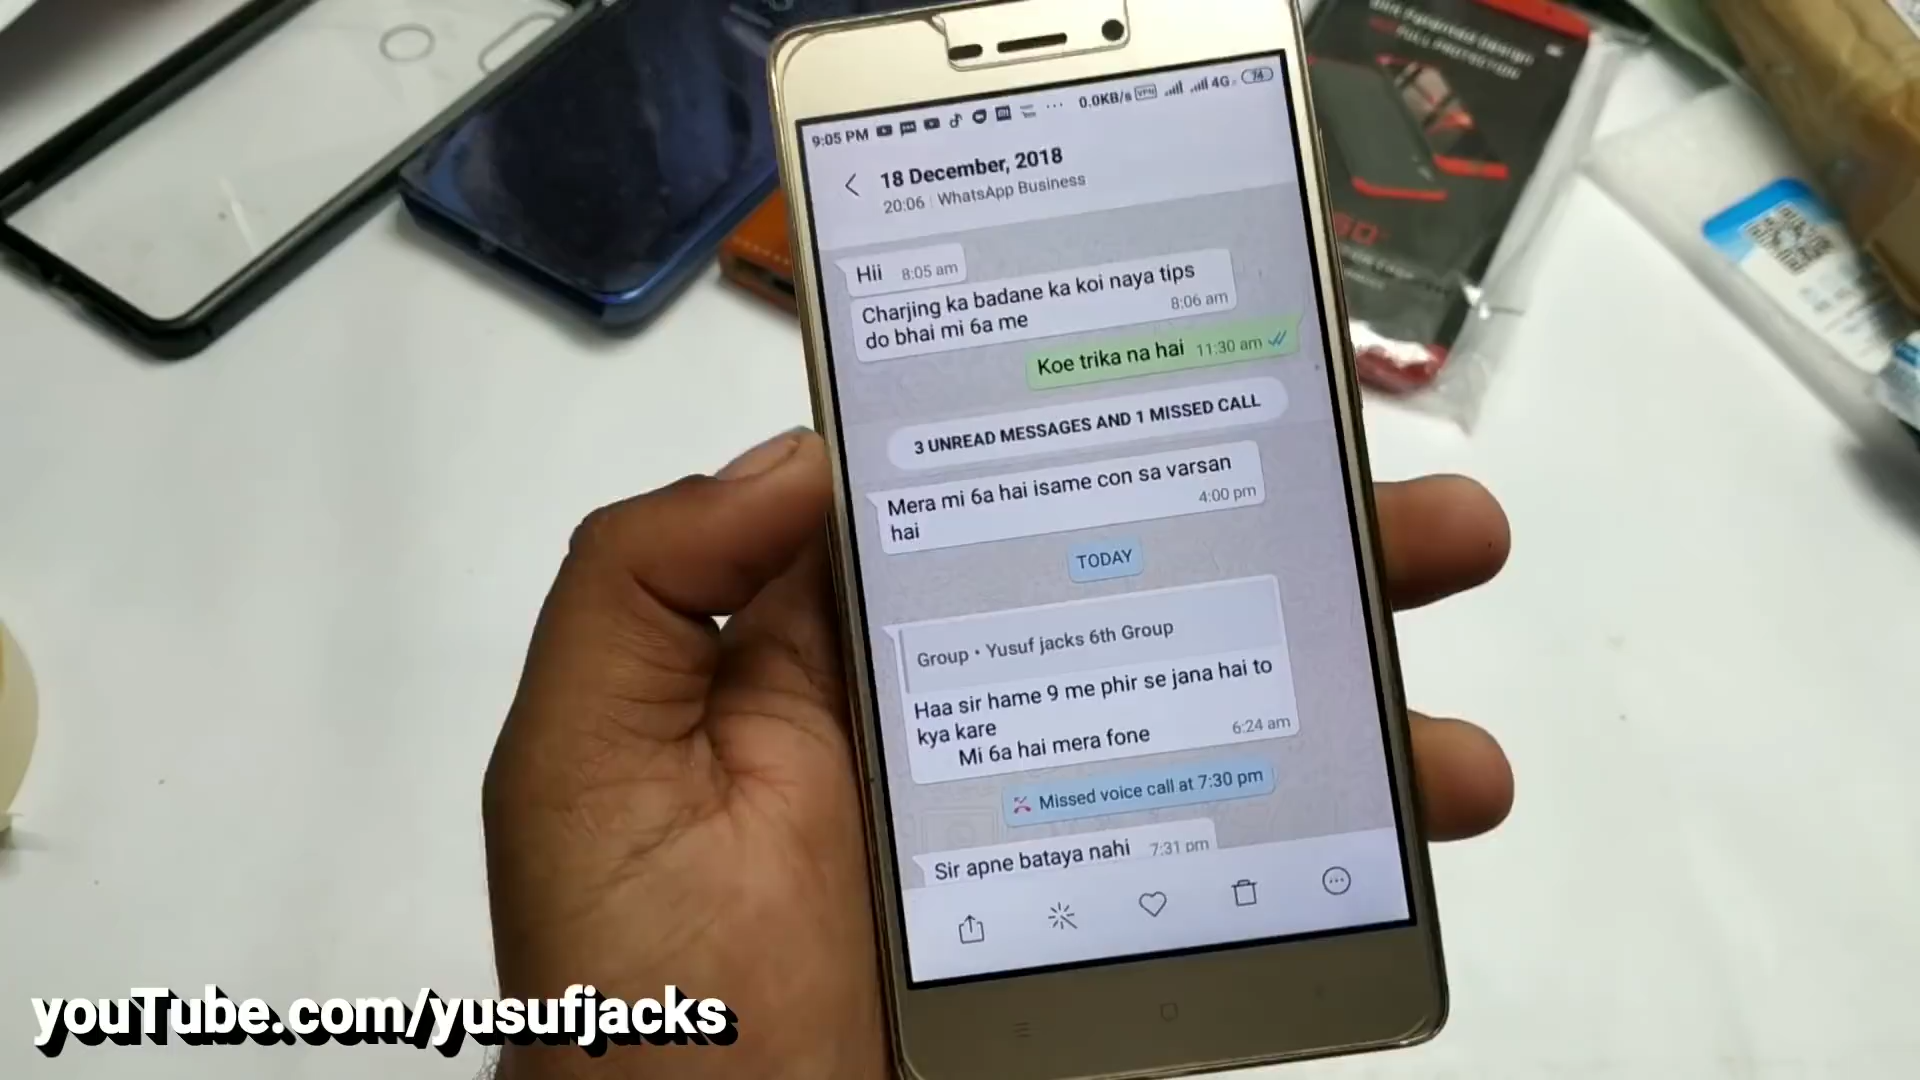 FULL PROTECTION
9:05 PM
0.0KB/s VPN 4G 74
18 December, 2018
20:06 | WhatsApp Business
Hii 8:05 am
Charjing ka badane ka koi naya tips
do bhai mi 6a me 8:06 am
Koe trika na hai 11:30 am
3 UNREAD MESSAGES AND 1 MISSED CALL
Mera mi 6a hai isame con sa varsan
hai 4:00 pm
TODAY
Group • Yusuf jacks 6th Group
Haa sir hame 9 me phir se jana hai to
kya kare
Mi 6a hai mera fone 6:24 am
Missed voice call at 7:30 pm
Sir apne bataya nahi 7:31 pm
youTube.com/yusufjacks